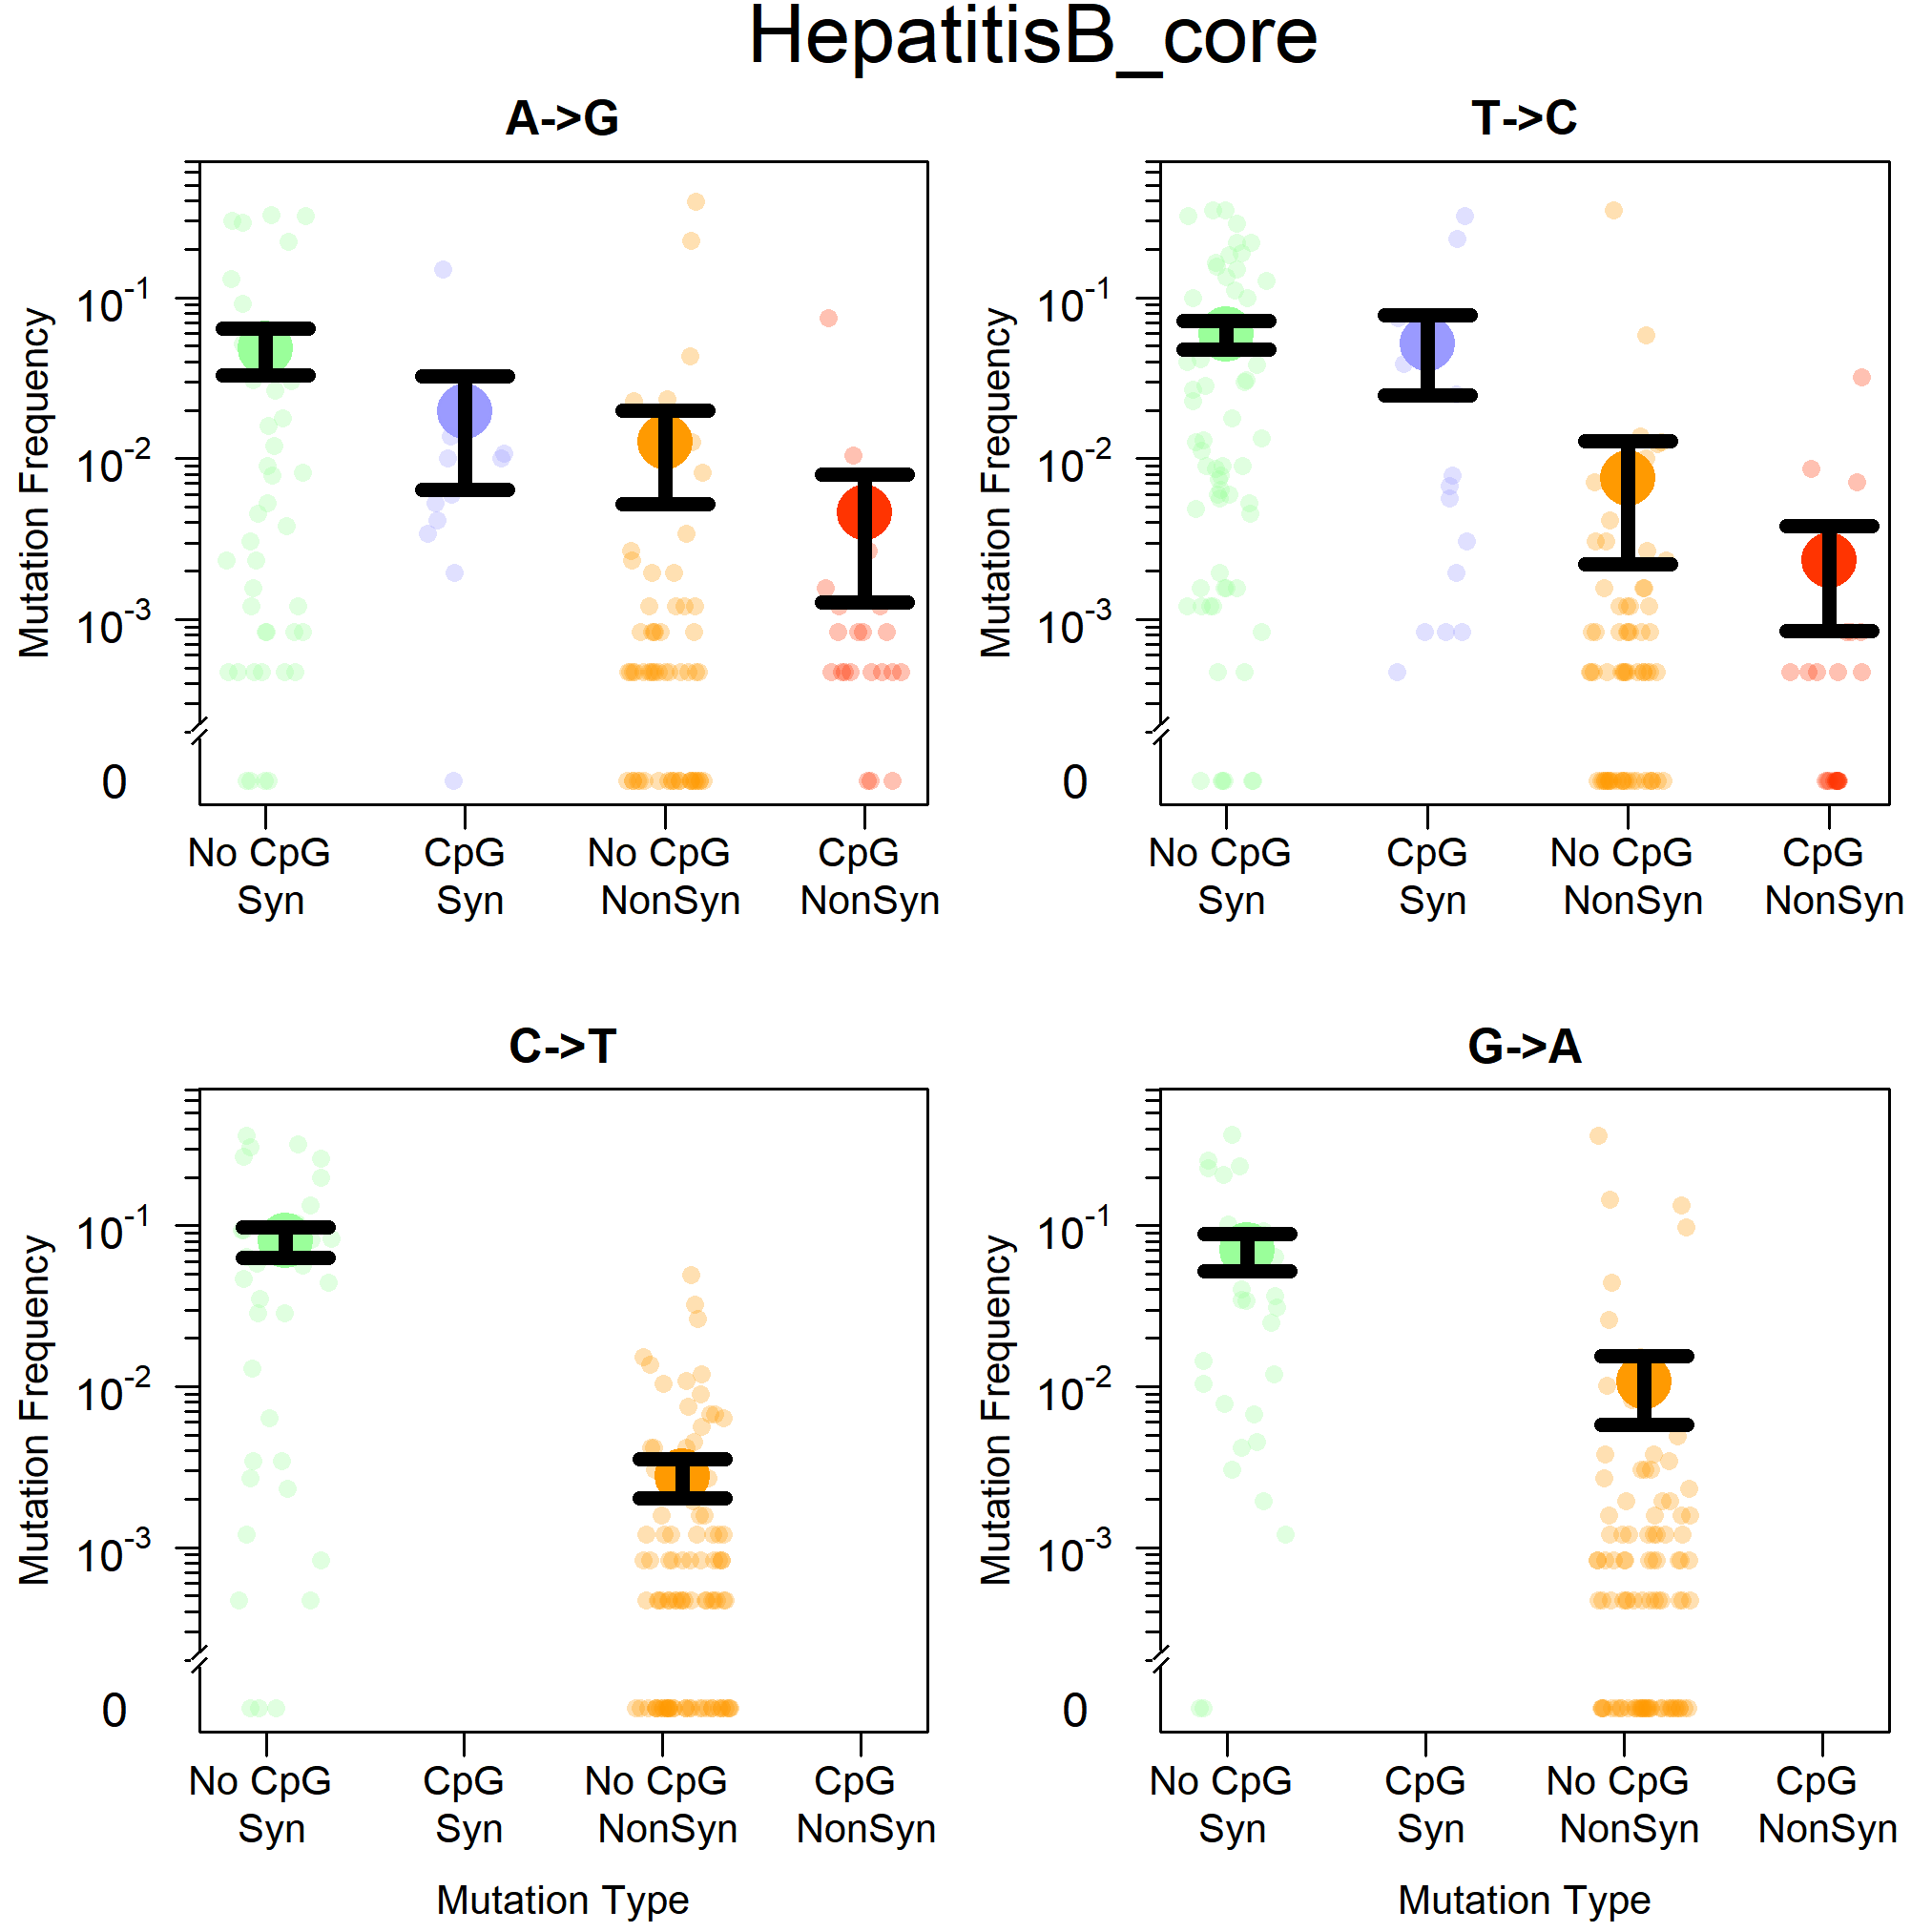 HepatitisB_core
A->G
Mutation Frequency
10-1
10-2
10-3
0
No CpG CpG No CpG CpG
Syn Syn NonSyn NonSyn
T->C
Mutation Frequency
10-1
10-2
10-3
0
No CpG CpG No CpG CpG
Syn Syn NonSyn NonSyn
C->T
Mutation Frequency
10-1
10-2
10-3
0
No CpG CpG No CpG CpG
Syn Syn NonSyn NonSyn
Mutation Type
G->A
Mutation Frequency
10-1
10-2
10-3
0
No CpG CpG No CpG CpG
Syn Syn NonSyn NonSyn
Mutation Type